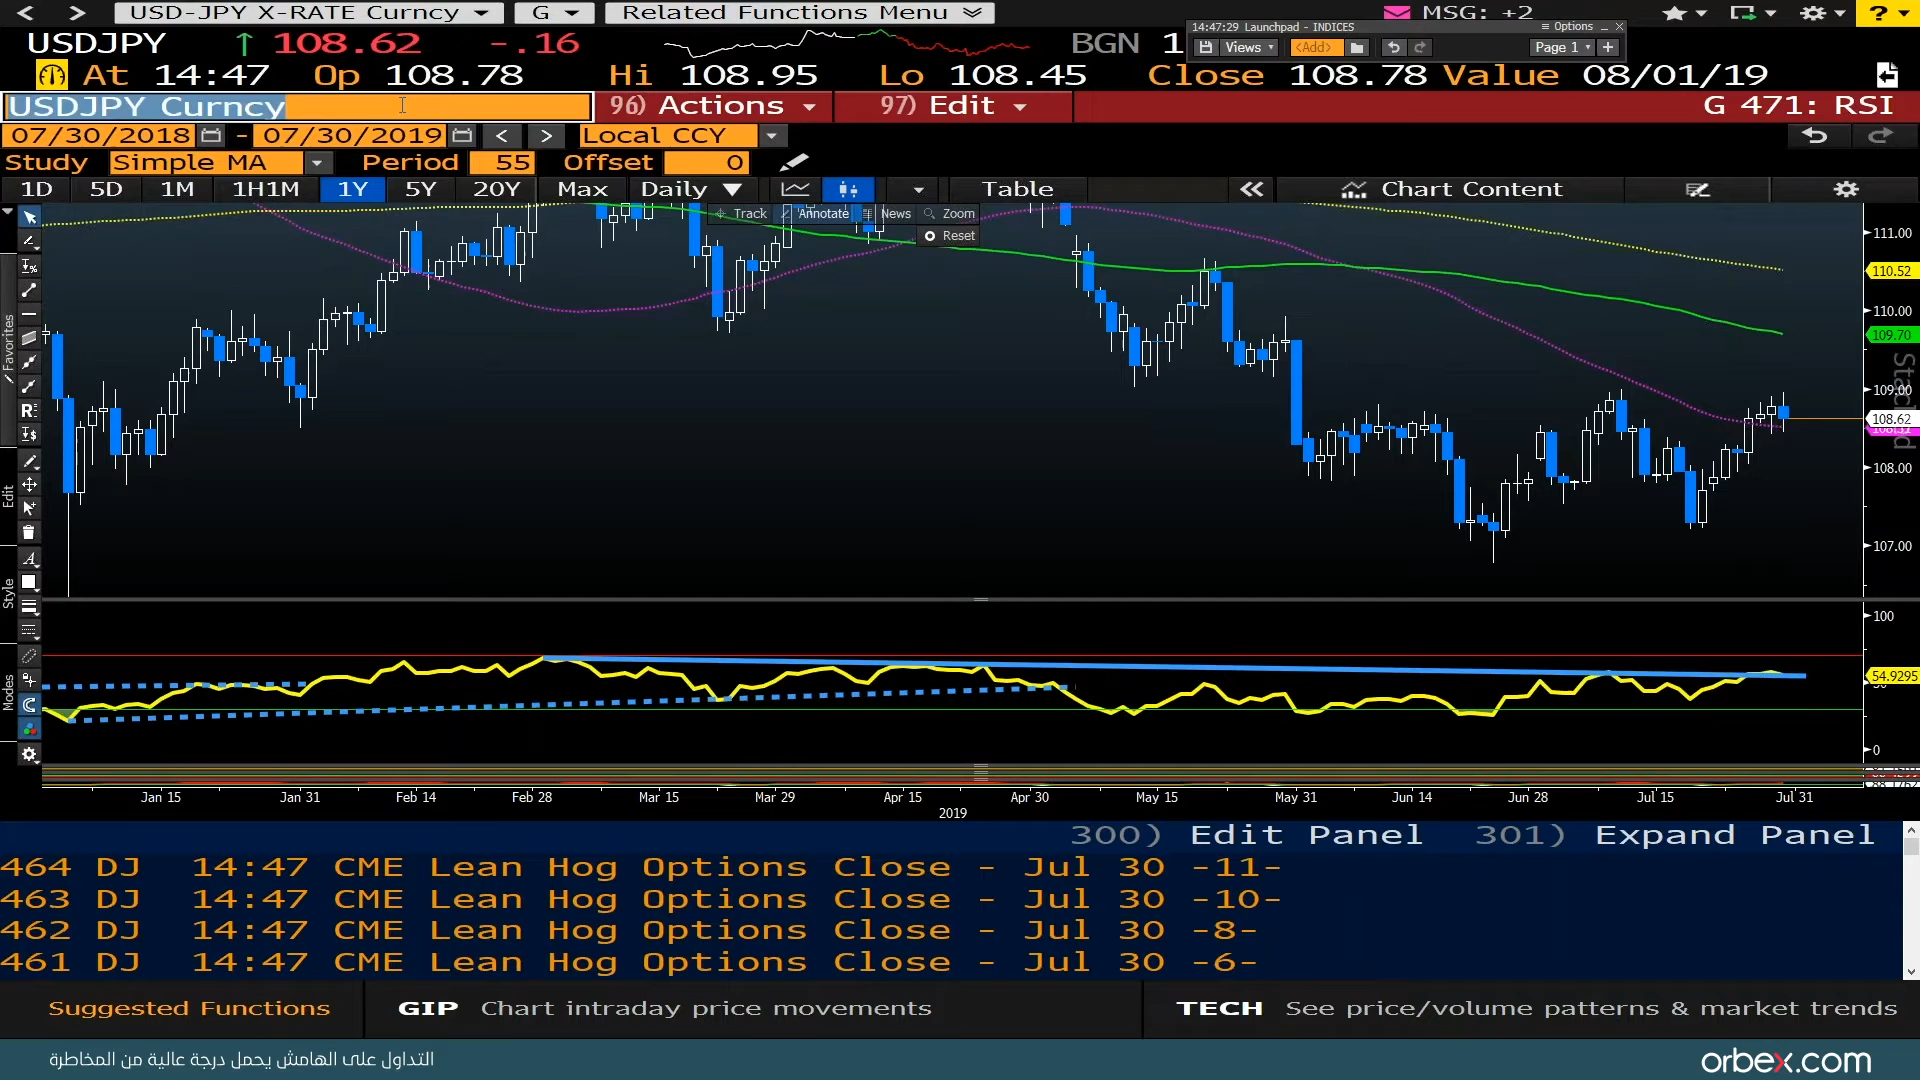 USD-JPY X-RATE Curncy G Related Functions Menu MSG: +2 ?
14:47:29 Launchpad - INDICES Options
Views <Add> Page 1 +
USDJPY ↑ 108.62 -.16 BGN 1
At 14:47 Op 108.78 Hi 108.95 Lo 108.45 Close 108.78 Value 08/01/19
USDJPY Curncy 96) Actions 97) Edit G 471: RSI
07/30/2018 - 07/30/2019 < > Local CCY
Study Simple MA Period 55 Offset 0
1D 5D 1M 1H1M 1Y 5Y 20Y Max Daily Table Chart Content
Track Annotate News Zoom
Reset
111.00
110.52
110.00
109.70
109.00
108.62
108.00
107.00
Favorites
Edit
Style
Modes
100
54.9295
0
Jan 15 Jan 31 Feb 14 Feb 28 Mar 15 Mar 29 Apr 15 Apr 30 May 15 May 31 Jun 14 Jun 28 Jul 15 Jul 31
2019
300) Edit Panel 301) Expand Panel
464 DJ 14:47 CME Lean Hog Options Close - Jul 30 -11-
463 DJ 14:47 CME Lean Hog Options Close - Jul 30 -10-
462 DJ 14:47 CME Lean Hog Options Close - Jul 30 -8-
461 DJ 14:47 CME Lean Hog Options Close - Jul 30 -6-
Suggested Functions GIP Chart intraday price movements TECH See price/volume patterns & market trends
التداول على الهامش يحمل درجة عالية من المخاطرة
orbex.com